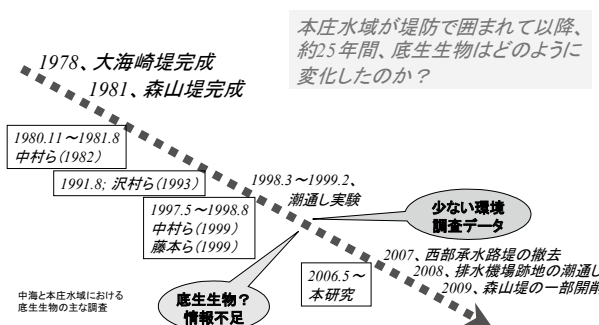 本庄水域が堤防で囲まれて以降、
約25年間、底生生物はどのように
変化したのか？
1978、大海崎堤完成
1981、森山堤完成
1980.11～1981.8
中村ら(1982)
1991.8; 沢村ら(1993)
1998.3～1999.2、
潮通し実験
1997.5～1998.8
中村ら(1999)
藤本ら(1999)
少ない環境
調査データ
2007、西部承水路堤の撤去
2008、排水機場跡地の潮通し
2009、森山堤の一部開削
2006.5～
本研究
底生生物？
情報不足
中海と本庄水域における
底生生物の主な調査